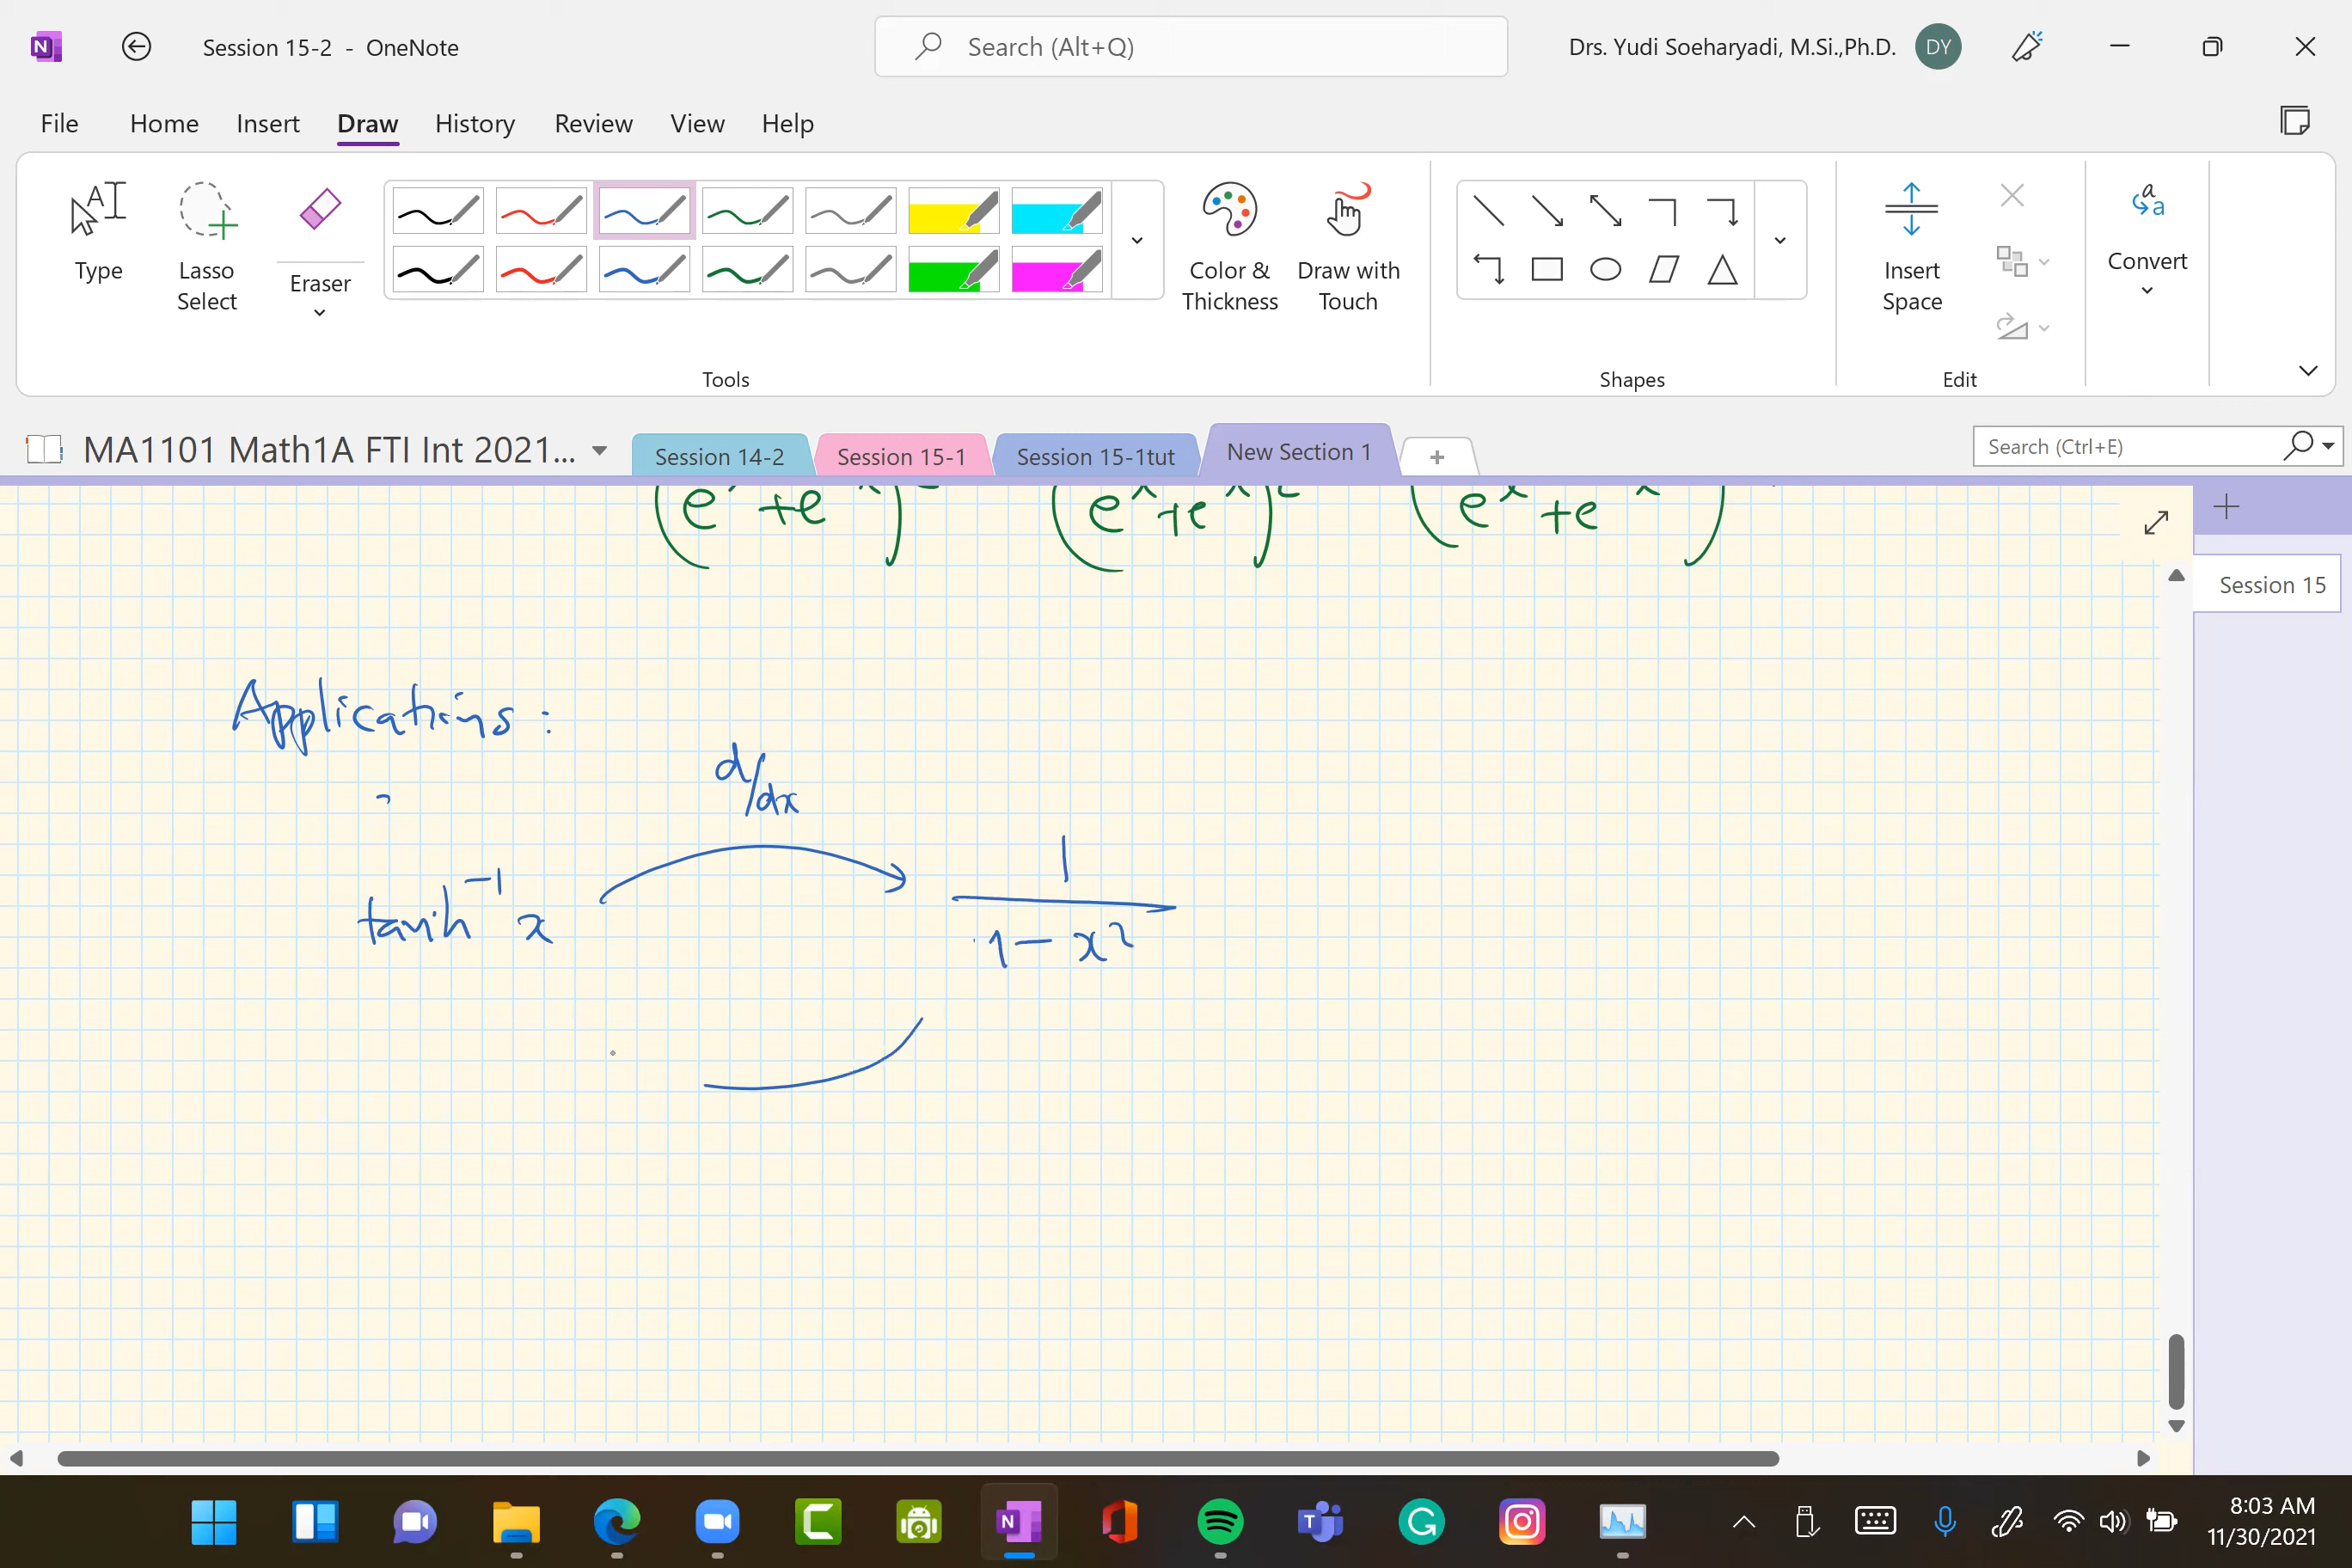 Session 15-2 - OneNote
Search (Alt+Q)
Drs. Yudi Soeharyadi, M.Si.,Ph.D.
DY
File Home Insert Draw History Review View Help
Type
Lasso Select
Eraser
Color & Thickness
Draw with Touch
Insert Space
Convert
Tools
Shapes
Edit
MA1101 Math1A FTI Int 2021...
Session 14-2
Session 15-1
Session 15-1tut
New Section 1
Search (Ctrl+E)
Session 15
(e +e (e^x+e^x) (e^x+e )
Applications :
d/dx
tanh^-1 x
1
1 - x^2
8:03 AM
11/30/2021